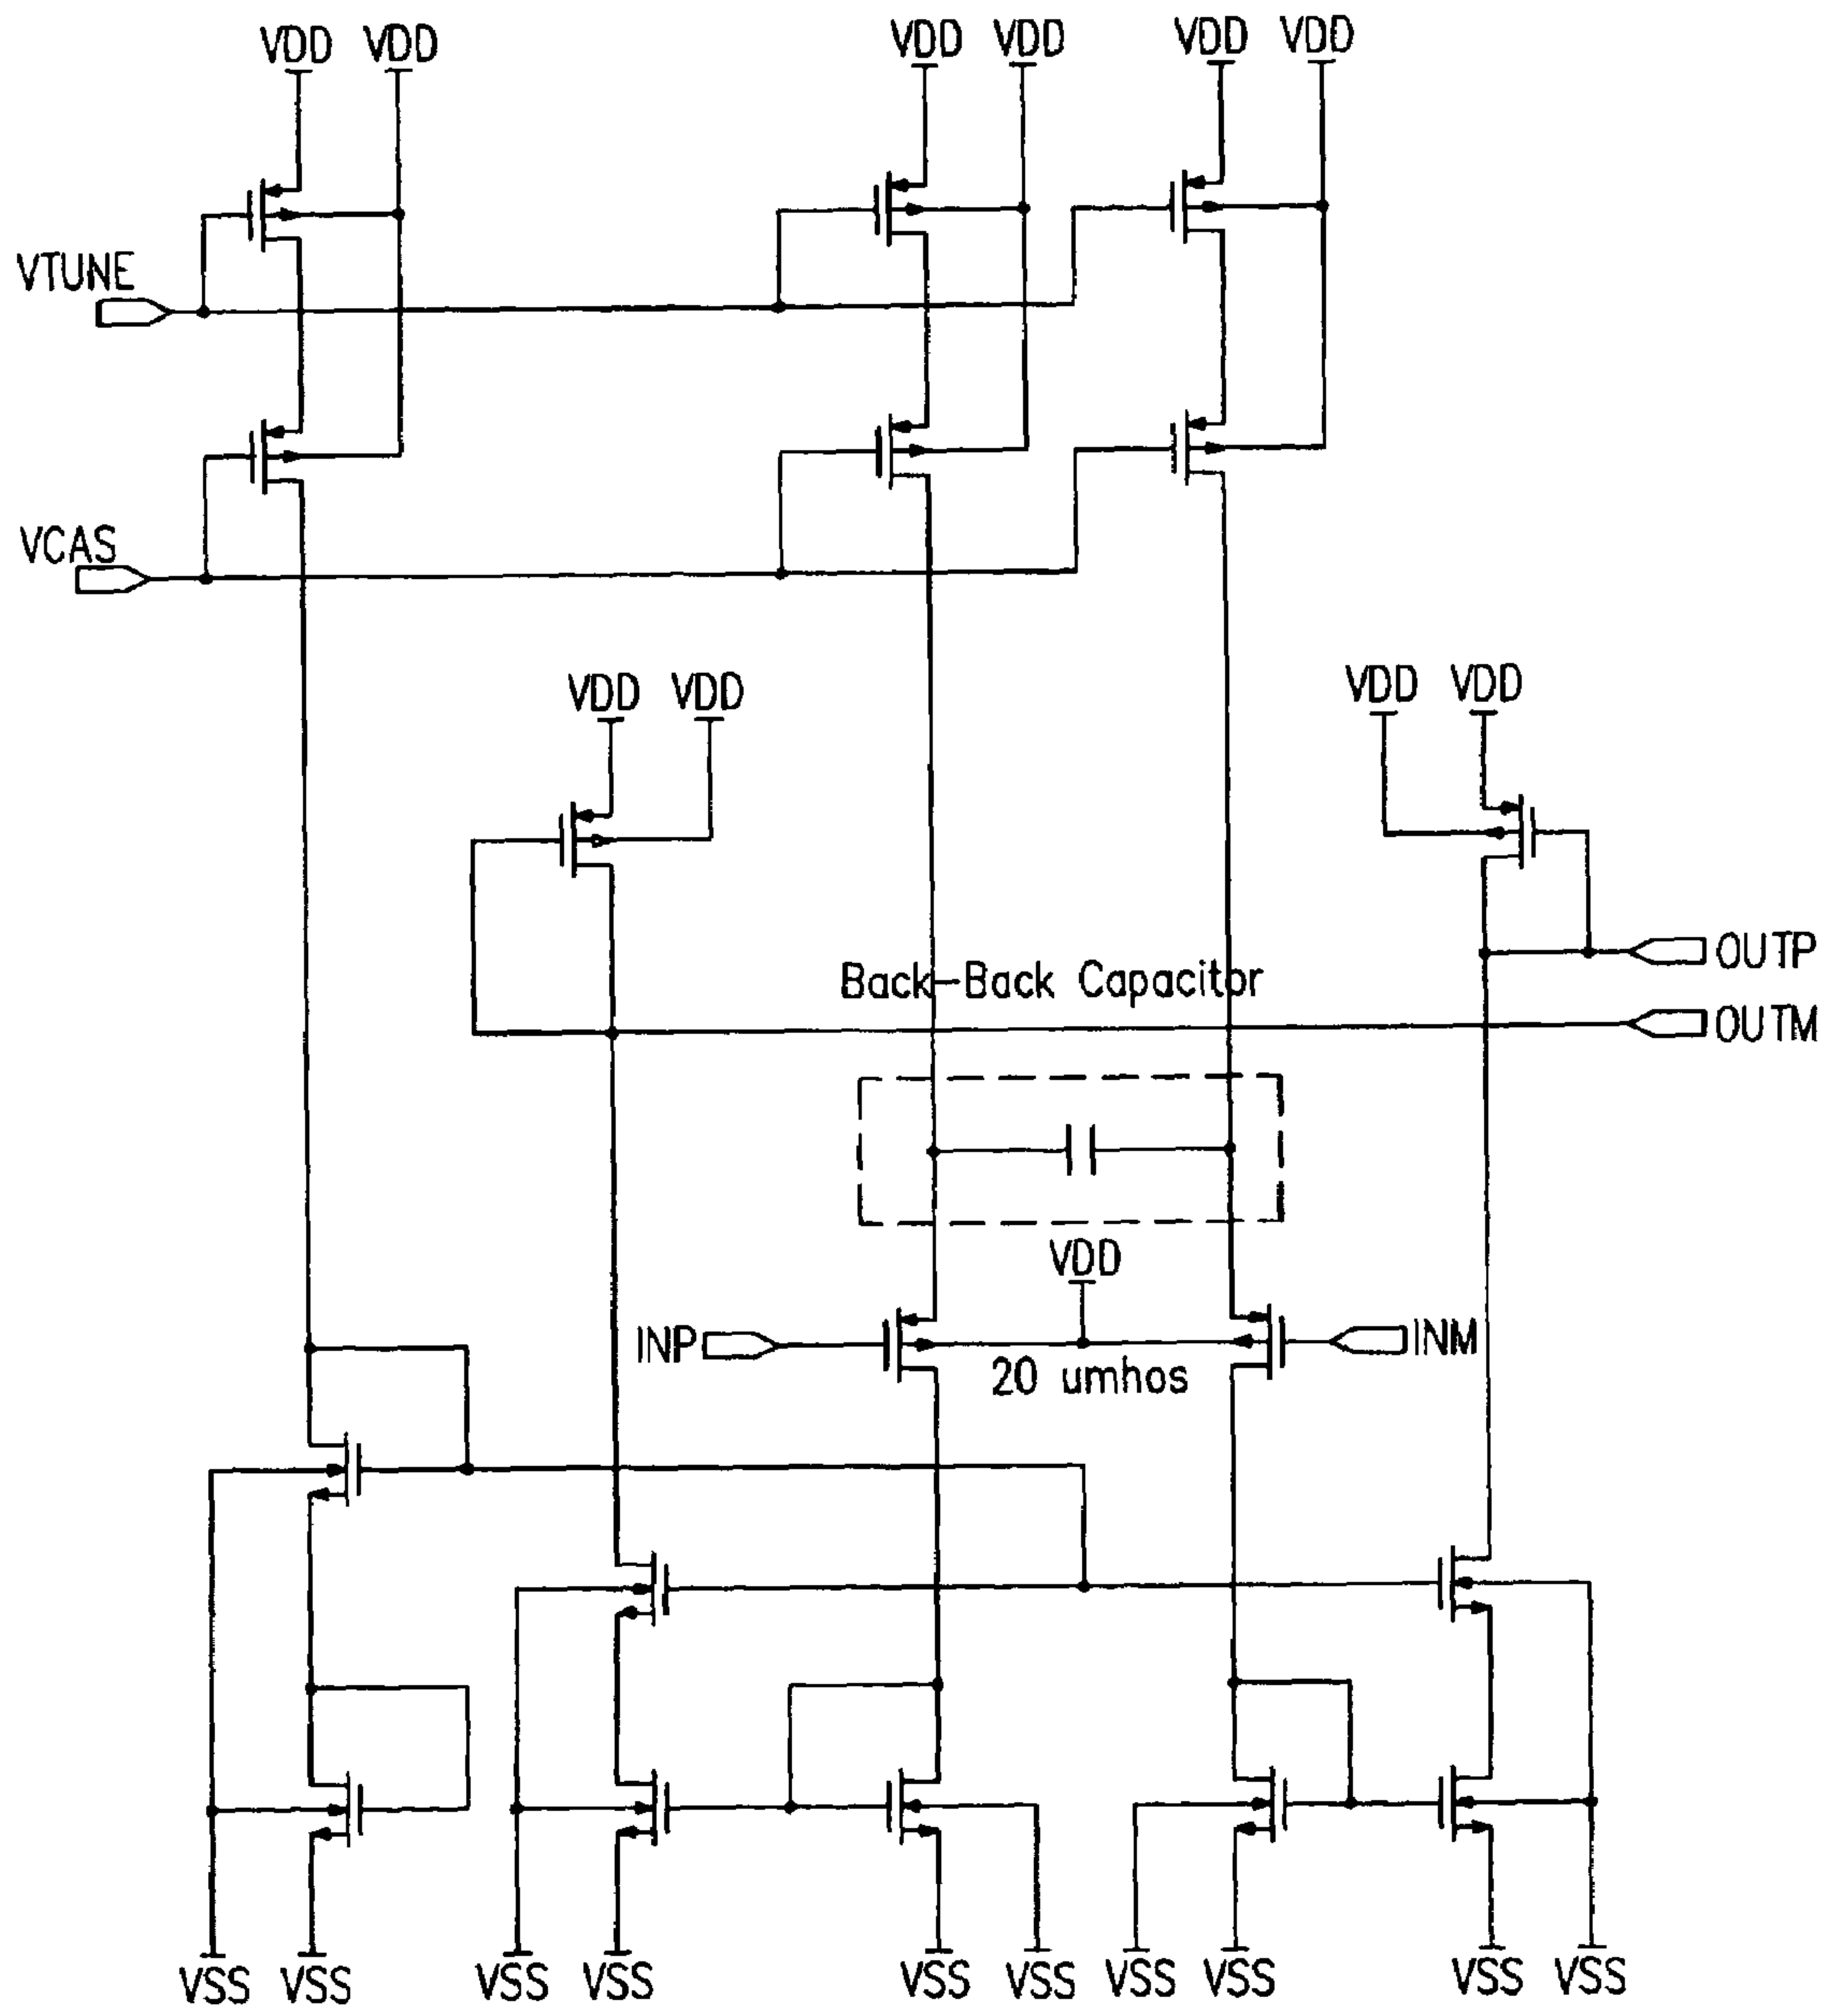 VDD VDD VDD VDD VDD VDD
VTUNE
VCAS
VDD VDD VDD VDD
OUTP
Back-Back Capacitor
OUTM
VDD
INP INM
20 umhos
VSS VSS VSS VSS VSS VSS VSS VSS VSS VSS